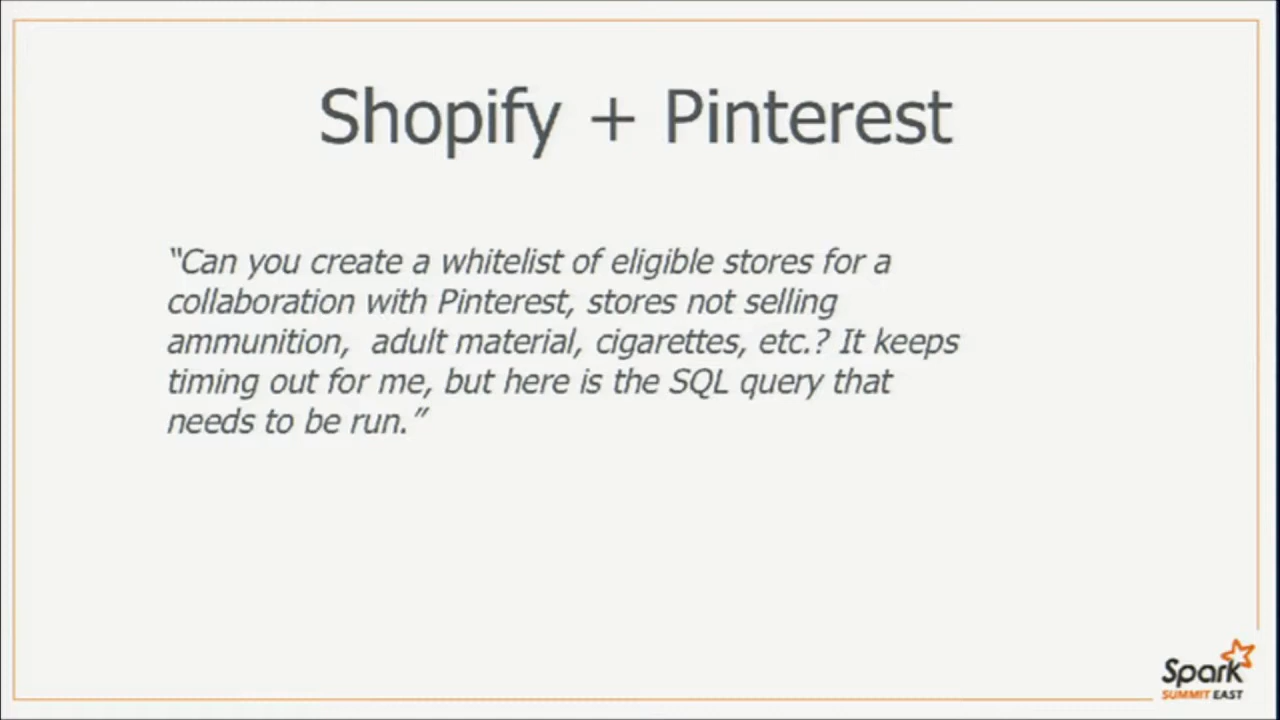 Shopify + Pinterest
“Can you create a whitelist of eligible stores for a
collaboration with Pinterest, stores not selling
ammunition,  adult material, cigarettes, etc.? It keeps
timing out for me, but here is the SQL query that
needs to be run.”
Spark
SUMMIT EAST